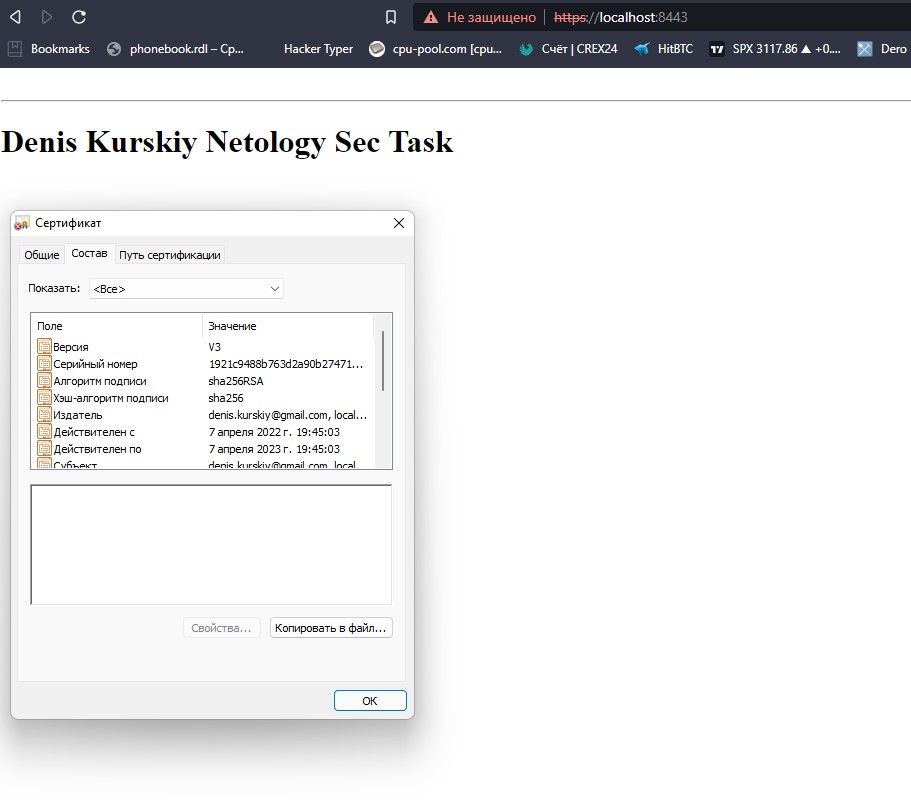 Не защищено https://localhost:8443
Bookmarks phonebook.rdl – Ср... Hacker Typer cpu-pool.com [cpu... Счёт | CREX24 HitBTC SPX 3117.86 ▲ +0.... Dero
Denis Kurskiy Netology Sec Task
Сертификат
Общие Состав Путь сертификации
Показать: <Все>
Поле Значение
Версия V3
Серийный номер 1921c9488b763d2a90b27471...
Алгоритм подписи sha256RSA
Хэш-алгоритм подписи sha256
Издатель denis.kurskiy@gmail.com, local...
Действителен с 7 апреля 2022 г. 19:45:03
Действителен по 7 апреля 2023 г. 19:45:03
Субъект denis.kurskiy@gmail.com, local
Свойства... Копировать в файл...
ОК